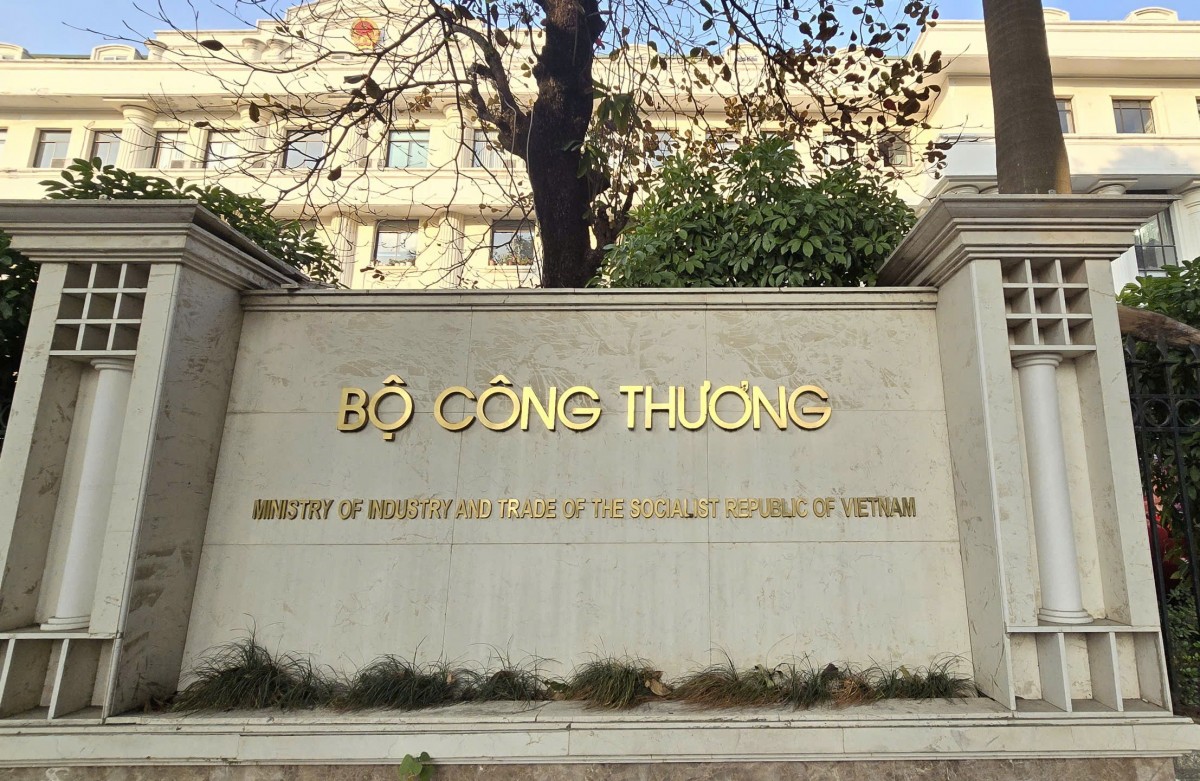 BỘ CÔNG THƯƠNG
MINISTRY OF INDUSTRY AND TRADE OF THE SOCIALIST REPUBLIC OF VIETNAM